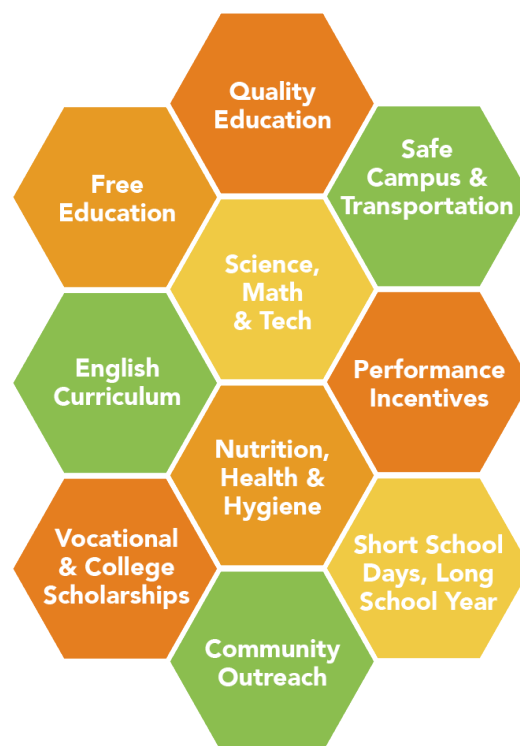 Quality
Education
Free
Education
Safe
Campus &
Transportation
Science,
Math
& Tech
English
Curriculum
Performance
Incentives
Nutrition,
Health &
Hygiene
Vocational
& College
Scholarships
Short School
Days, Long
School Year
Community
Outreach